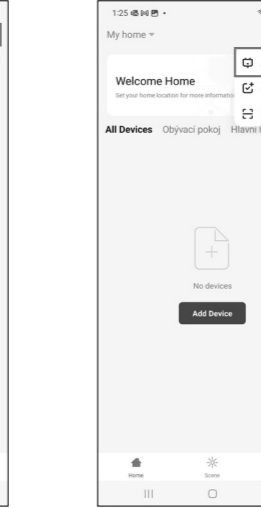 1:25
My home
Welcome Home
Set your home location for more information
All Devices Obývací pokoj Hlavní
No devices
Add Device
Home Scene